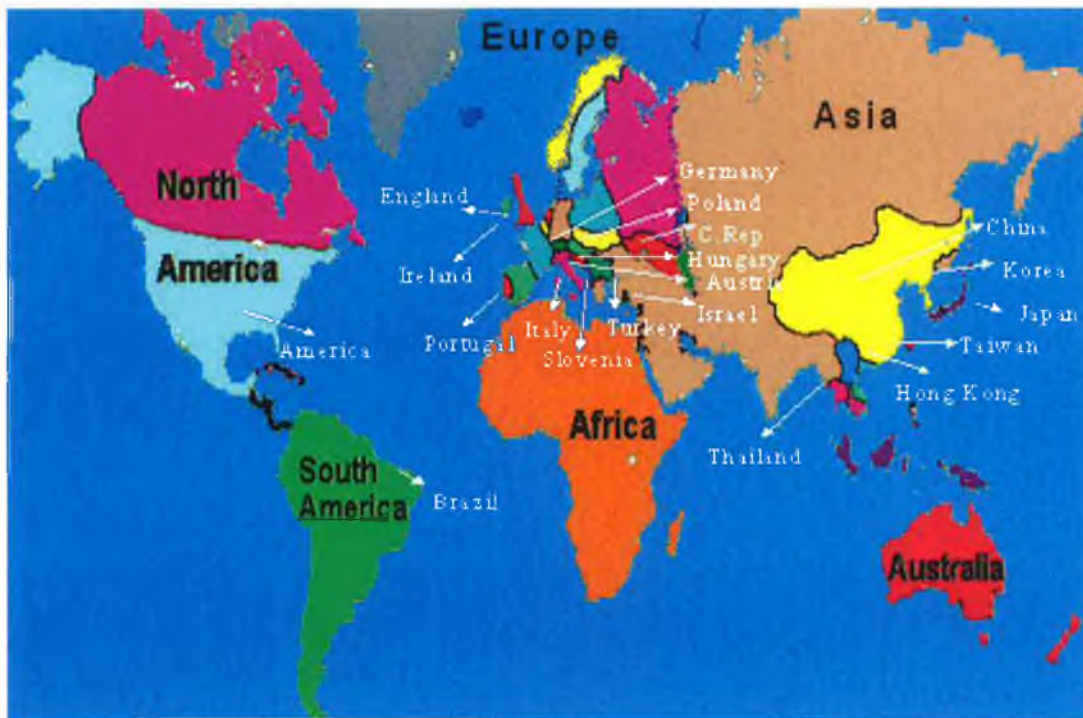 Europe
Asia
North
America
England
Ireland
Portugal
America
Germany
Poland
C.Rep
Hungary
Austria
Israel
Italy
Turkey
Slovenia
China
Korea
Japan
Taiwan
Hong Kong
Thailand
Africa
South
America
Brazil
Australia